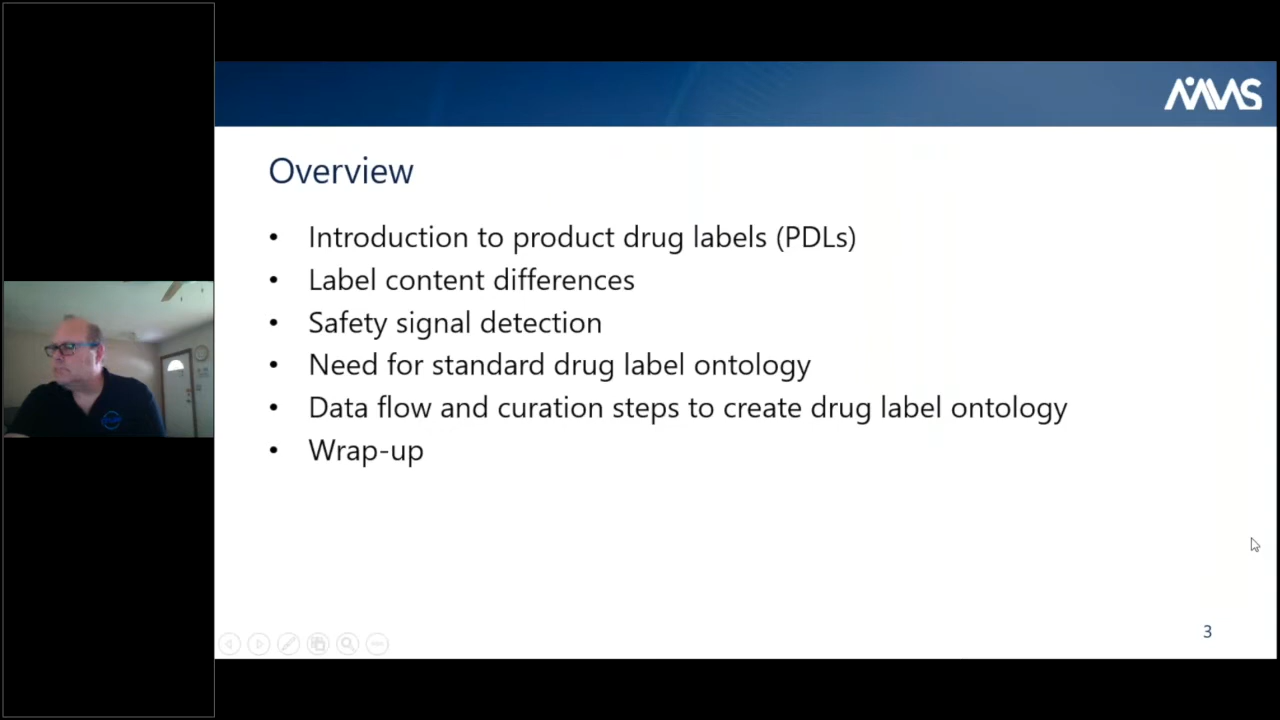 MMS
Overview
• Introduction to product drug labels (PDLs)
• Label content differences
• Safety signal detection
• Need for standard drug label ontology
• Data flow and curation steps to create drug label ontology
• Wrap-up
3